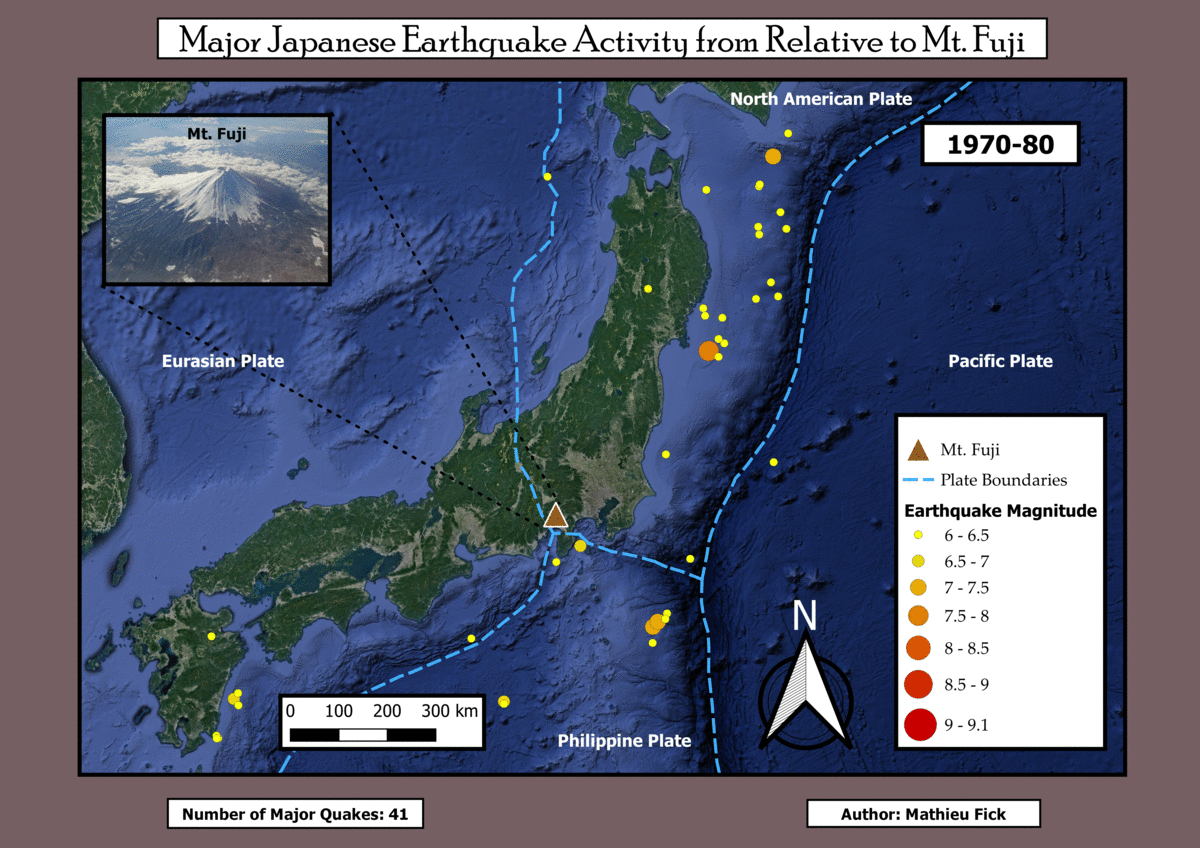 Major Japanese Earthquake Activity from Relative to Mt. Fuji
North American Plate
Mt. Fuji
1970-80
Eurasian Plate
Pacific Plate
Mt. Fuji
Plate Boundaries
Earthquake Magnitude
6 - 6.5
6.5 - 7
7 - 7.5
7.5 - 8
8 - 8.5
8.5 - 9
9 - 9.1
N
0 100 200 300 km
Philippine Plate
Number of Major Quakes: 41
Author: Mathieu Fick